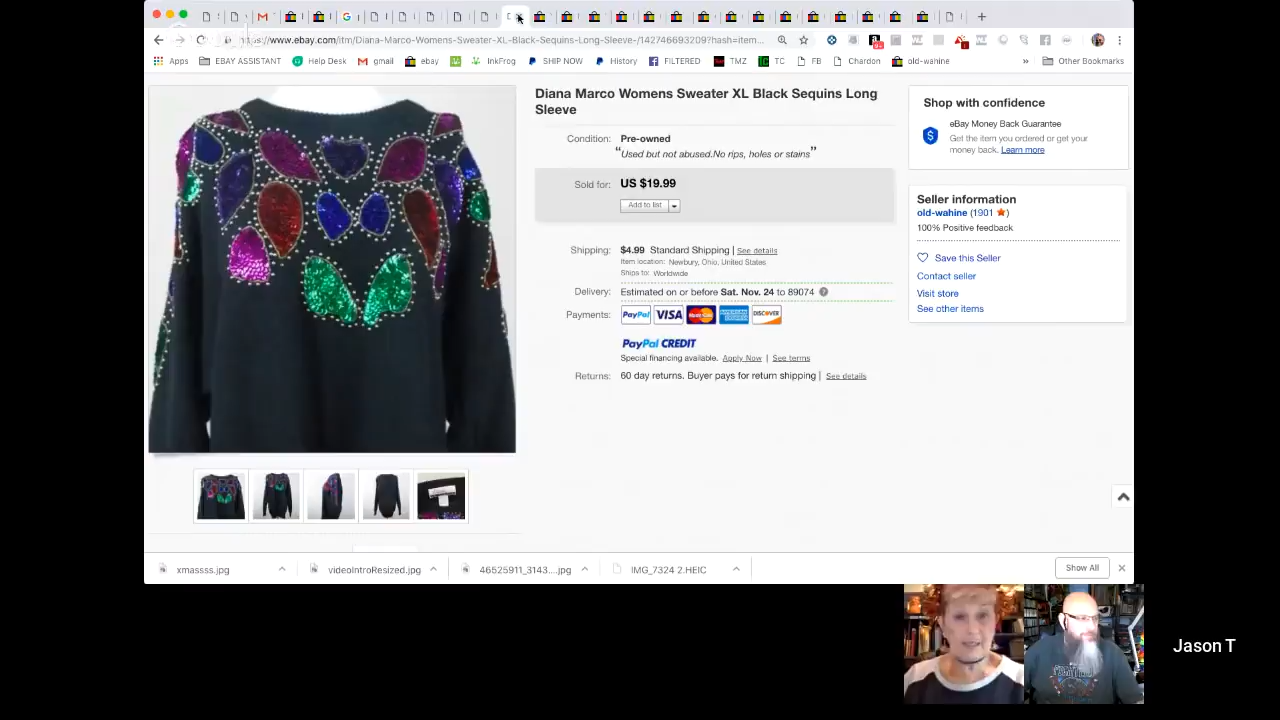 https://www.ebay.com/itm/Diana-Marco-Womens-Sweater-XL-Black-Sequins-Long-Sleeve-/142746693209?hash=item...
Apps EBAY ASSISTANT Help Desk gmail ebay InkFrog SHIP NOW History FILTERED TMZ TC FB Chardon old-wahine » Other Bookmarks
Diana Marco Womens Sweater XL Black Sequins Long
Sleeve
Condition: Pre-owned
“Used but not abused.No rips, holes or stains”
Sold for: US $19.99
Add to list
Shipping: $4.99 Standard Shipping | See details
Item location: Newbury, Ohio, United States
Ships to: Worldwide
Delivery: Estimated on or before Sat. Nov. 24 to 89074 ?
Payments: PayPal VISA MasterCard AMERICAN EXPRESS DISCOVER
PayPal CREDIT
Special financing available. Apply Now | See terms
Returns: 60 day returns. Buyer pays for return shipping | See details
Shop with confidence
eBay Money Back Guarantee
Get the item you ordered or get your
money back. Learn more
Seller information
old-wahine (1901 ★)
100% Positive feedback
Save this Seller
Contact seller
Visit store
See other items
xmassss.jpg videoIntroResized.jpg 46525911_3143....jpg IMG_7324 2.HEIC Show All
Jason T